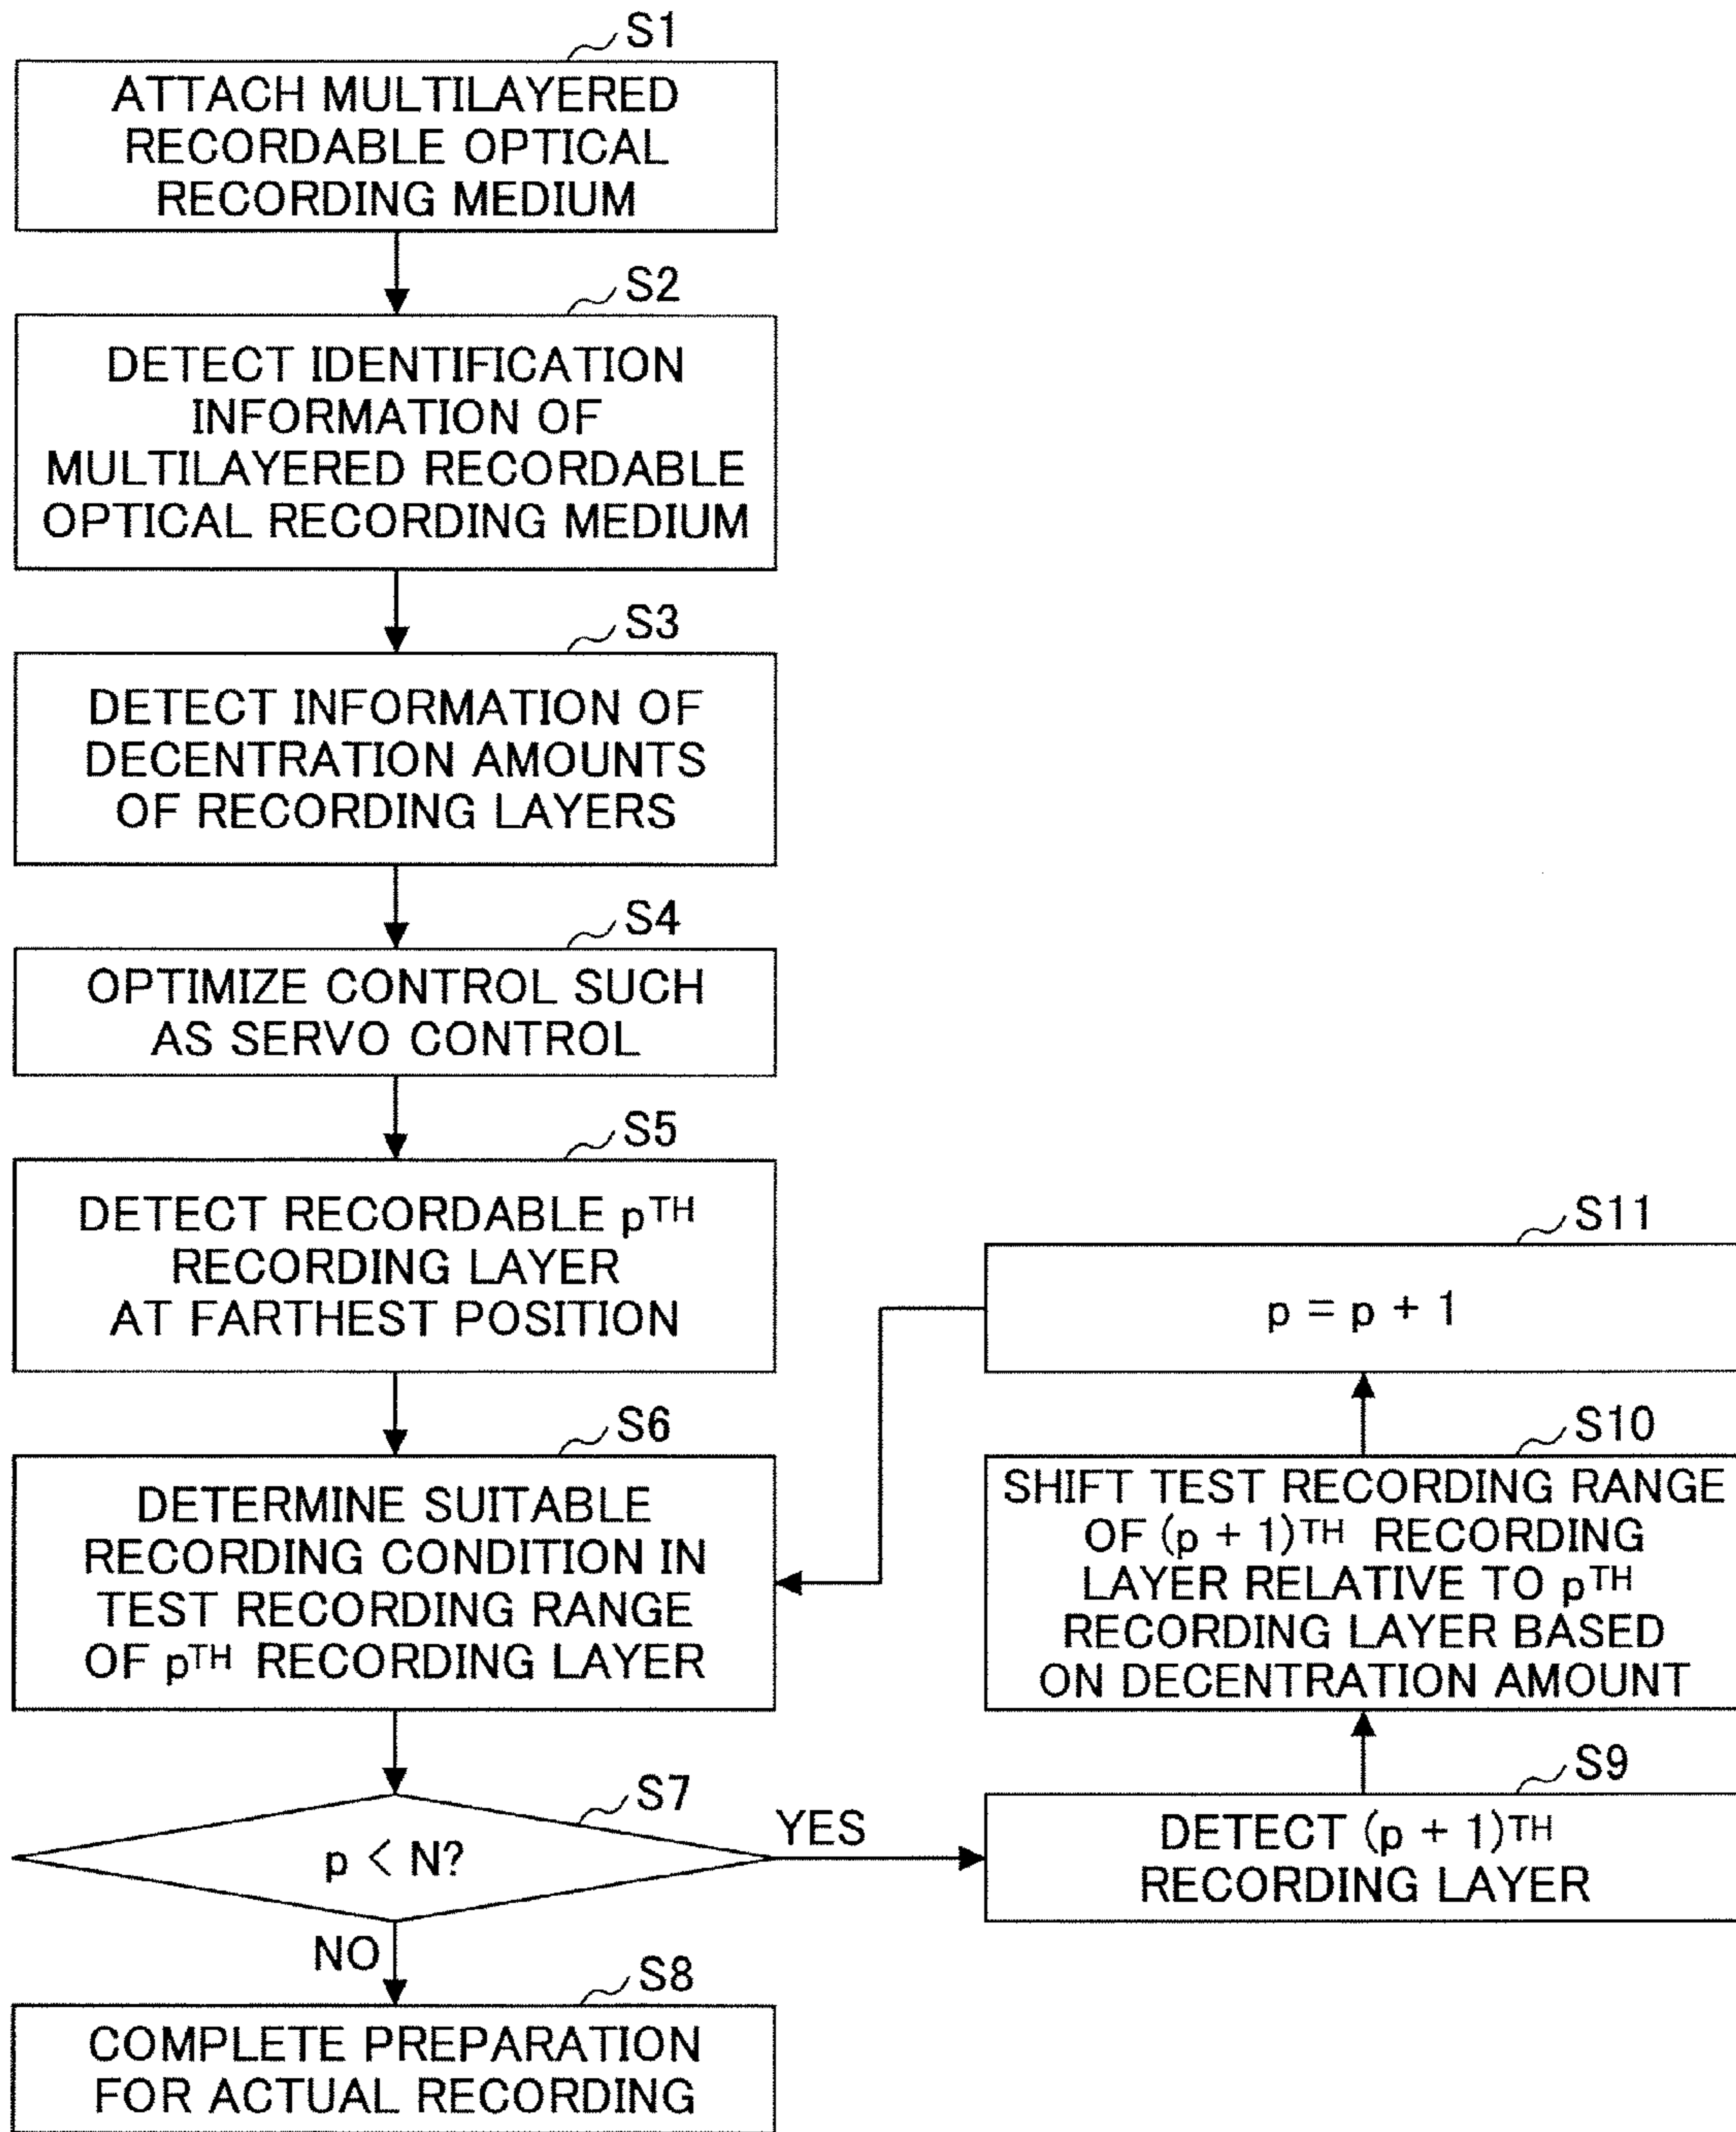 S1
ATTACH MULTILAYERED
RECORDABLE OPTICAL
RECORDING MEDIUM
S2
DETECT IDENTIFICATION
INFORMATION OF
MULTILAYERED RECORDABLE
OPTICAL RECORDING MEDIUM
S3
DETECT INFORMATION OF
DECENTRATION AMOUNTS
OF RECORDING LAYERS
S4
OPTIMIZE CONTROL SUCH
AS SERVO CONTROL
S5
DETECT RECORDABLE pTH
RECORDING LAYER
AT FARTHEST POSITION
S6
DETERMINE SUITABLE
RECORDING CONDITION IN
TEST RECORDING RANGE
OF pTH RECORDING LAYER
S7
p < N?
YES
NO
S8
COMPLETE PREPARATION
FOR ACTUAL RECORDING
S9
DETECT (p + 1)TH
RECORDING LAYER
S10
SHIFT TEST RECORDING RANGE
OF (p + 1)TH RECORDING
LAYER RELATIVE TO pTH
RECORDING LAYER BASED
ON DECENTRATION AMOUNT
S11
p = p + 1